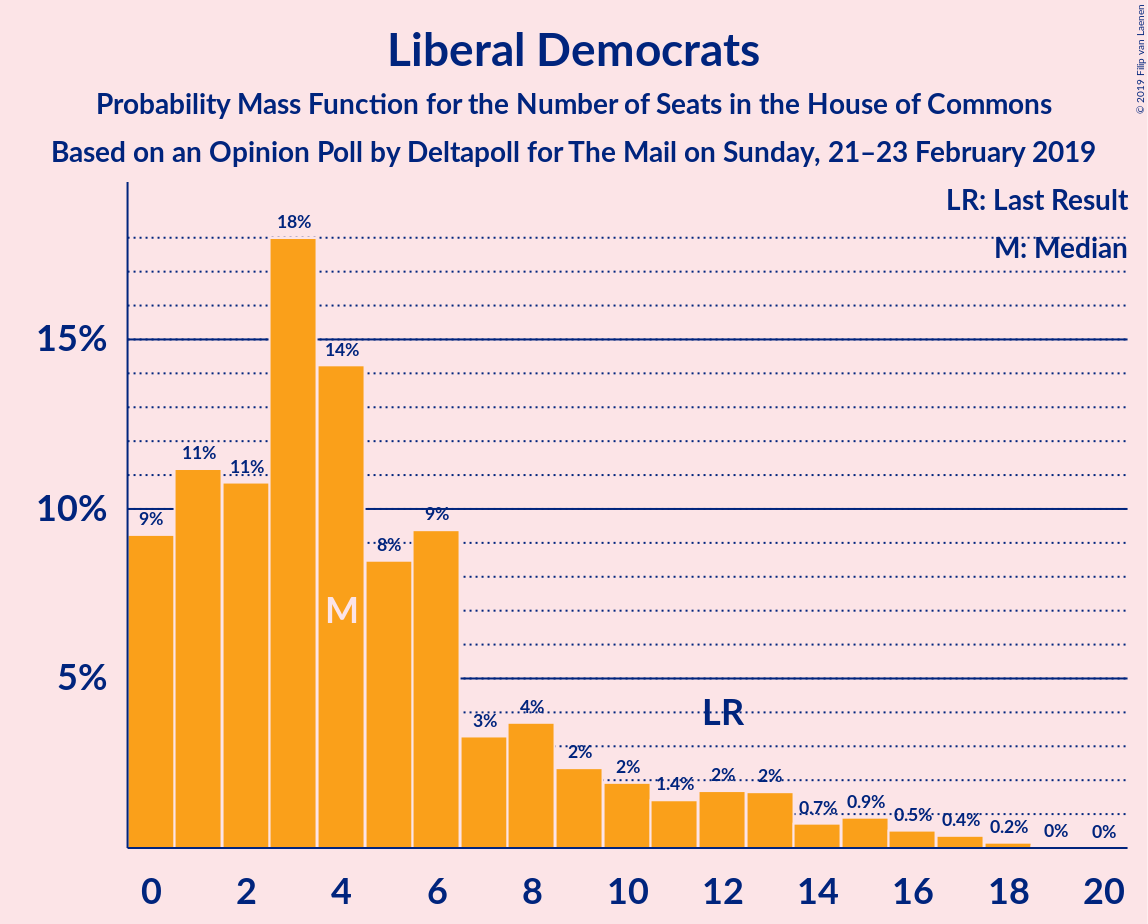 © 2019 Filip van Laenen
Liberal Democrats
Probability Mass Function for the Number of Seats in the House of Commons
Based on an Opinion Poll by Deltapoll for The Mail on Sunday, 21–23 February 2019
LR: Last Result
M: Median
18%
15%
14%
11%
11%
10%
9%
9%
8%
M
5%
LR
3%
4%
2%
2%
1.4%
2%
2%
0.7%
0.9%
0.5%
0.4%
0.2%
0%
0%
0 2 4 6 8 10 12 14 16 18 20